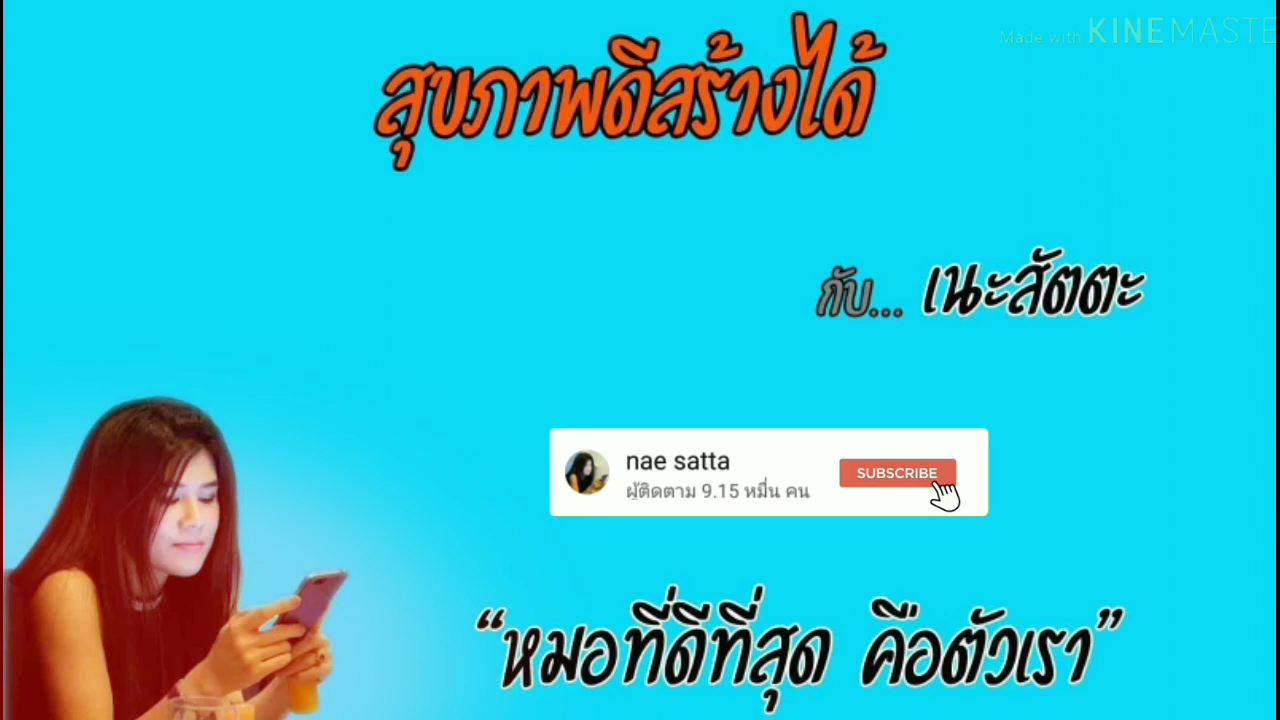 Made with KINEMASTE
สุขภาพดีสร้างได้
กับ... เนะสัตตะ
nae satta
SUBSCRIBE
ผู้ติดตาม 9.15 หมื่น คน
“หมอที่ดีที่สุด คือตัวเรา”